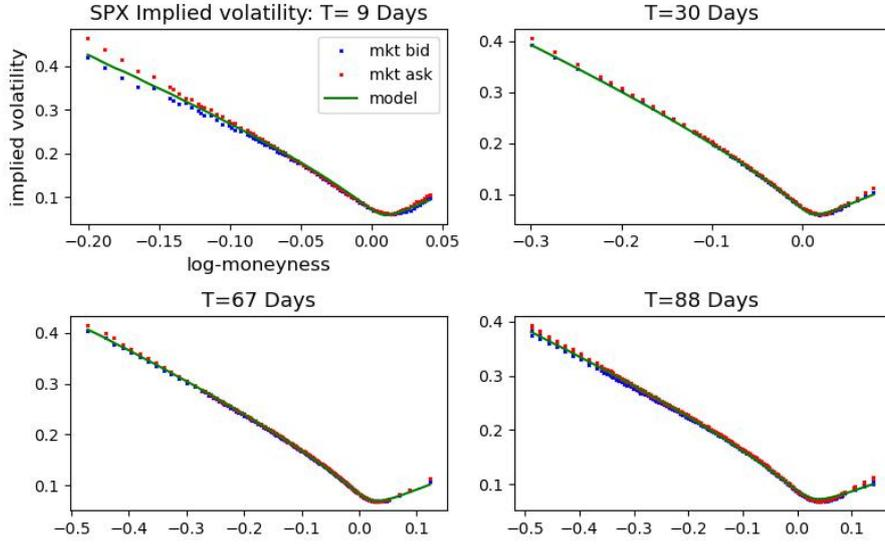 SPX Implied volatility: T= 9 Days
T=30 Days
implied volatility
0.4
0.3
0.2
0.1
mkt bid
mkt ask
model
−0.20 −0.15 −0.10 −0.05 0.00 0.05
log-moneyness
0.4
0.3
0.2
0.1
−0.3 −0.2 −0.1 0.0
T=67 Days
T=88 Days
0.4
0.3
0.2
0.1
−0.5 −0.4 −0.3 −0.2 −0.1 0.0 0.1
0.4
0.3
0.2
0.1
−0.5 −0.4 −0.3 −0.2 −0.1 0.0 0.1